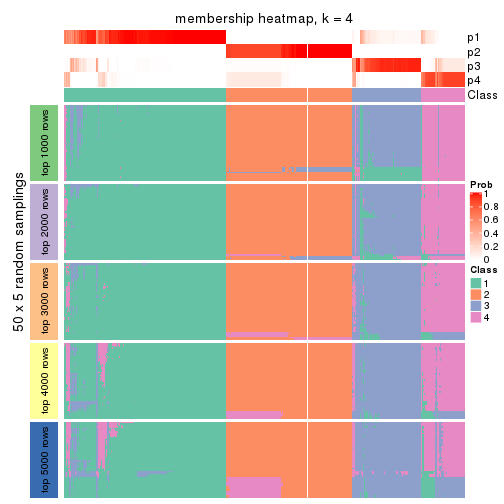 membership heatmap, k = 4
p1
p2
p3
p4
Class
50 x 5 random samplings
top 1000 rows
top 2000 rows
top 3000 rows
top 4000 rows
top 5000 rows
Prob
1
0.8
0.6
0.4
0.2
0
Class
1
2
3
4